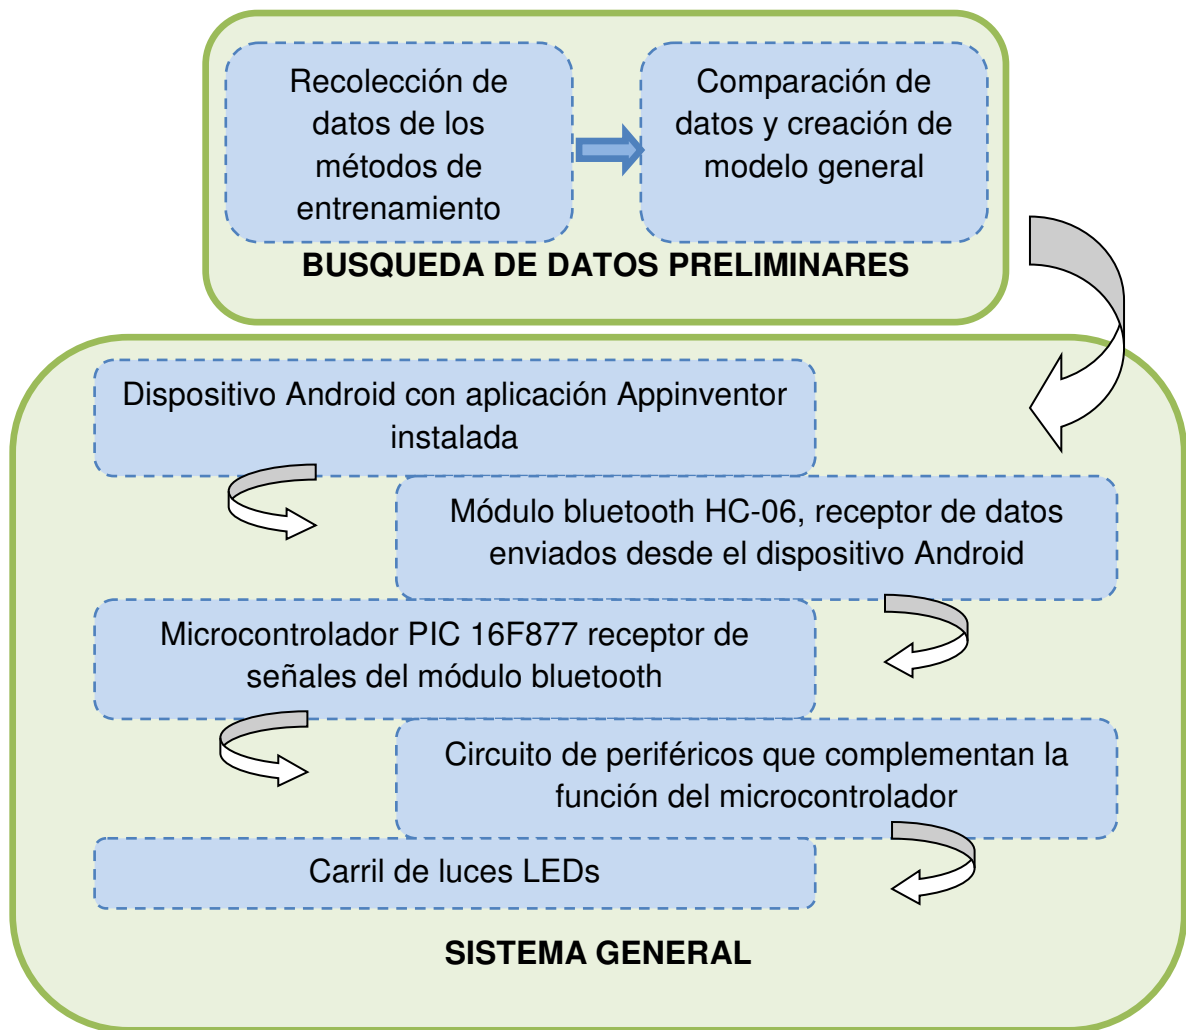 Recolección de
datos de los
métodos de
entrenamiento
Comparación de
datos y creación de
modelo general
BUSQUEDA DE DATOS PRELIMINARES
Dispositivo Android con aplicación Appinventor
instalada
Módulo bluetooth HC-06, receptor de datos
enviados desde el dispositivo Android
Microcontrolador PIC 16F877 receptor de
señales del módulo bluetooth
Circuito de periféricos que complementan la
función del microcontrolador
Carril de luces LEDs
SISTEMA GENERAL